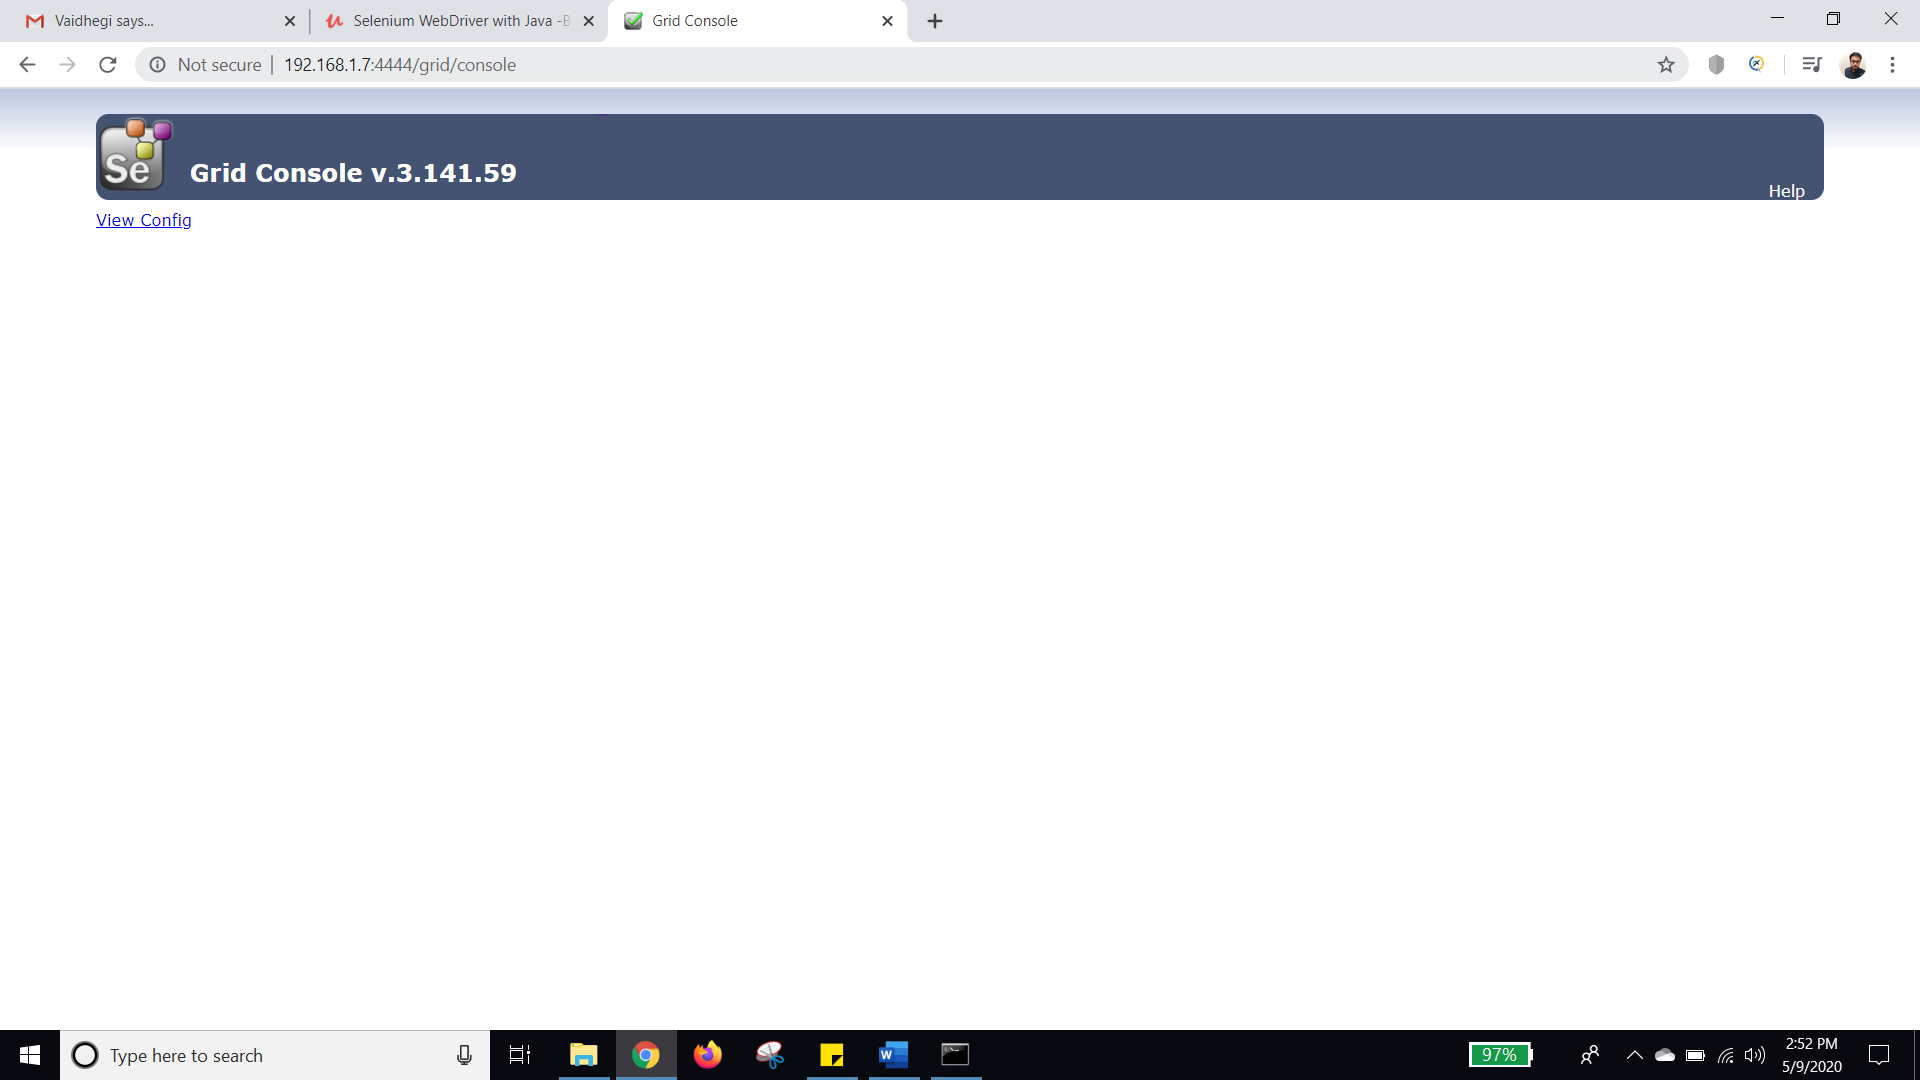 Vaidhegi says...
Selenium WebDriver with Java -B
Grid Console
Not secure
192.168.1.7:4444/grid/console
Se
Grid Console v.3.141.59
Help
View Config
Type here to search
W
97%
2:52 PM
5/9/2020